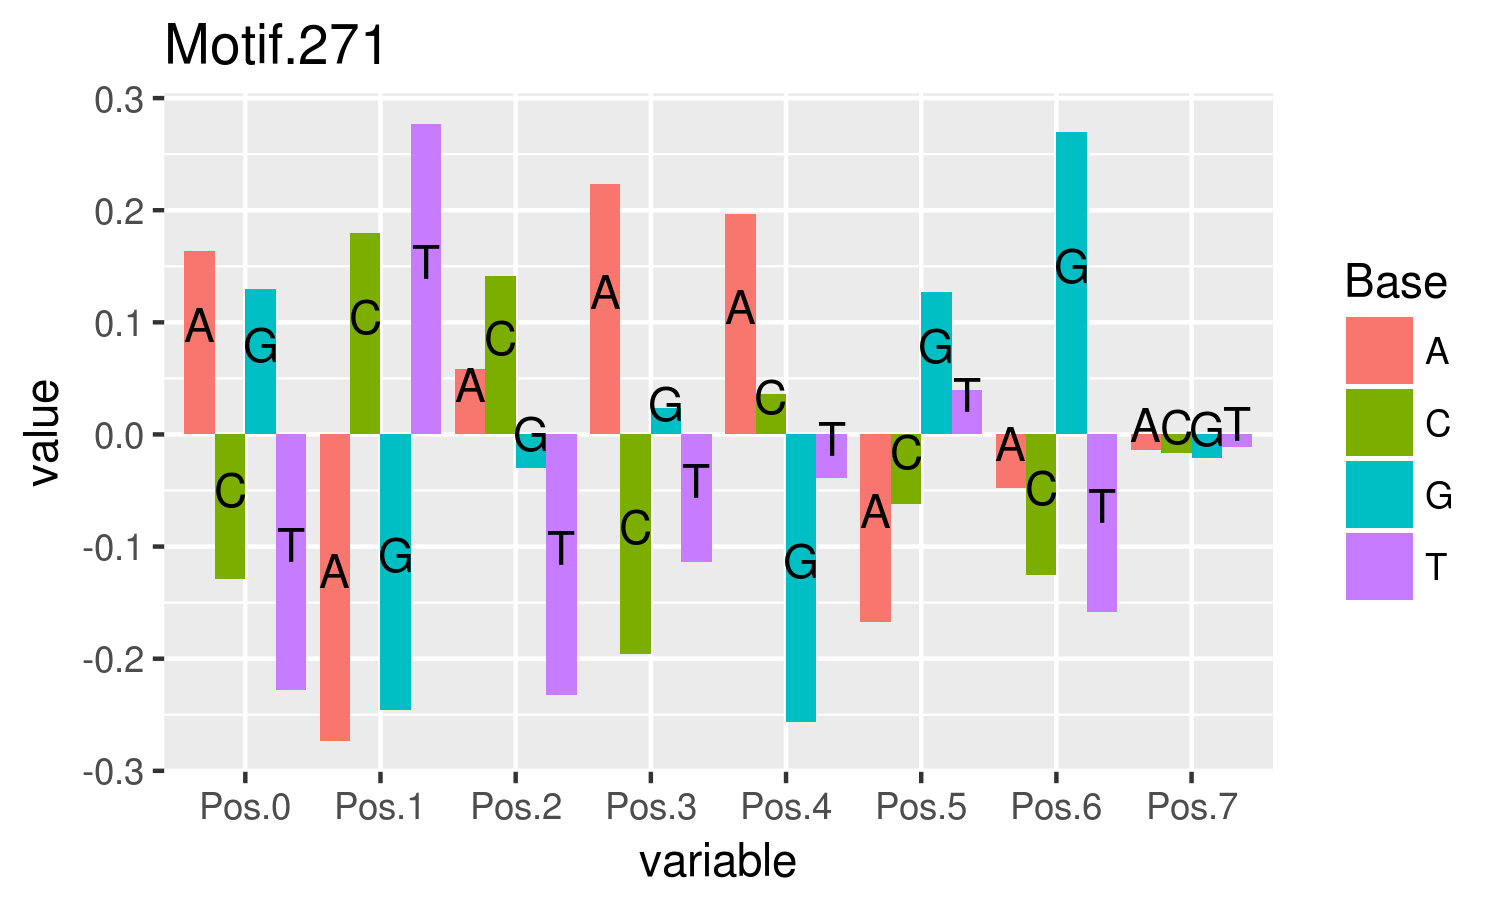 Motif.271
value
0.3
0.2
0.1
0.0
-0.1
-0.2
-0.3
A C G T
A C G T
A C G T
A C G T
A C G T
A C G T
A C G T
A C G T
Pos.0 Pos.1 Pos.2 Pos.3 Pos.4 Pos.5 Pos.6 Pos.7
variable
Base
A
C
G
T